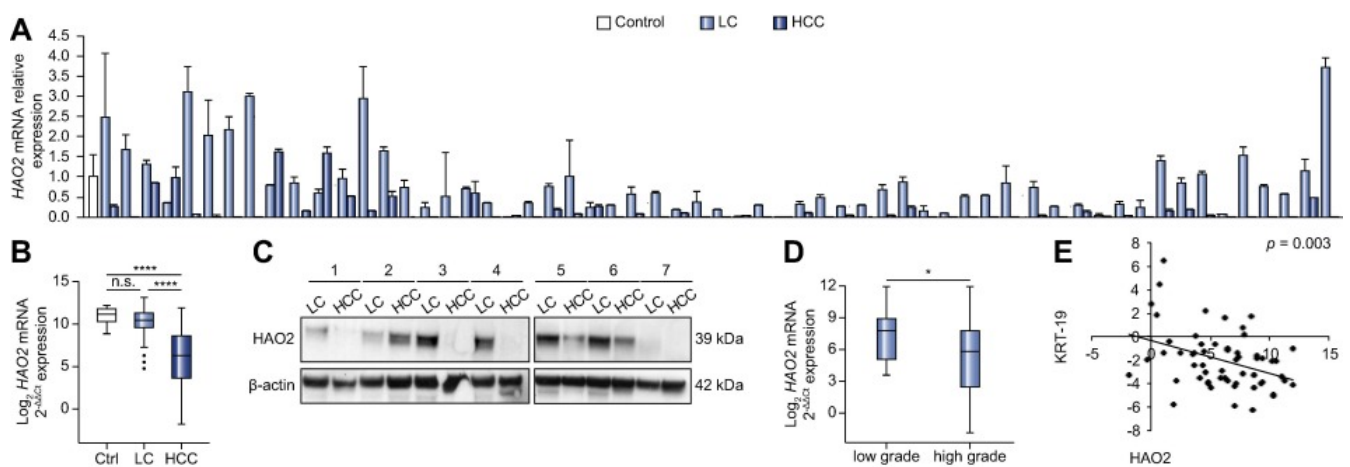 Control LC HCC
A
HAO2 mRNA relative
expression
4.5
4.0
3.5
3.0
2.5
2.0
1.5
1.0
0.5
0.0
B
Log2 HAO2 mRNA
2-ΔΔCt expression
15
10
5
0
n.s.
****
****
Ctrl LC HCC
C
1 2 3 4 5 6 7
LC HCC LC HCC LC HCC LC HCC LC HCC LC HCC LC HCC
HAO2 39 kDa
β-actin 42 kDa
D
Log2 HAO2 mRNA
2-ΔΔCt expression
12
9
6
3
0
*
low grade high grade
E
p = 0.003
KRT-19
8
6
4
2
0
-2
-4
-6
-8
-5 5 10 15
HAO2